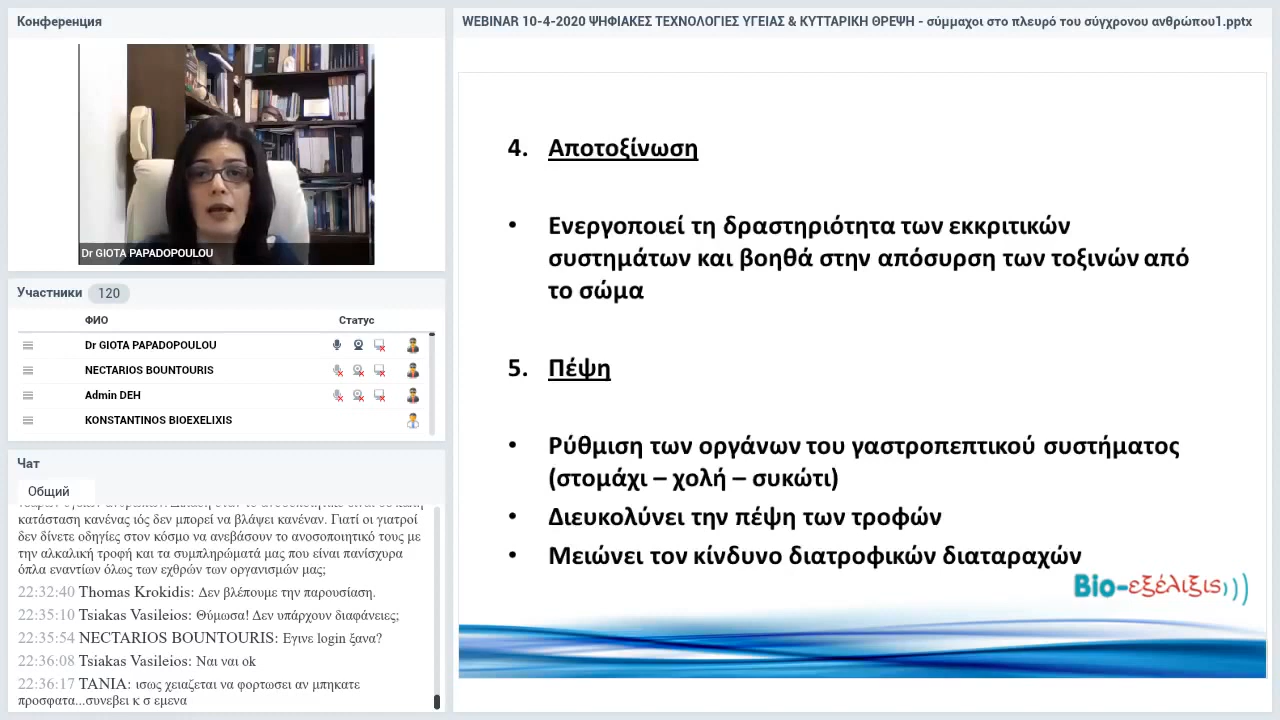 Конференция
Dr GIOTA PAPADOPOULOU
Участники 120
ФИО Статус
Dr GIOTA PAPADOPOULOU
NECTARIOS BOUNTOURIS
Admin DEH
KONSTANTINOS BIOEXELIXIS
Чат
Общий
κατάσταση κανένας ιός δεν μπορεί να βλάψει κανέναν. Γιατί οι γιατροί
δεν δίνετε οδηγίες στον κόσμο να ανεβάσουν το ανοσοποιητικό τους με
την αλκαλική τροφή και τα συμπληρώματά μας που είναι πανίσχυρα
όπλα εναντίων όλως των εχθρών των οργανισμών μας;
22:32:40 Thomas Krokidis: Δεν βλέπουμε την παρουσίαση.
22:35:10 Tsiakas Vasileios: Θύμωσα! Δεν υπάρχουν διαφάνειες;
22:35:54 NECTARIOS BOUNTOURIS: Εγινε login ξανα?
22:36:08 Tsiakas Vasileios: Ναι ναι ok
22:36:17 TANIA: ισως χειαζεται να φορτωσει αν μπηκατε
προσφατα...συνεβει κ σ εμενα
WEBINAR 10-4-2020 ΨΗΦΙΑΚΕΣ ΤΕΧΝΟΛΟΓΙΕΣ ΥΓΕΙΑΣ & ΚΥΤΤΑΡΙΚΗ ΘΡΕΨΗ - σύμμαχοι στο πλευρό του σύγχρονου ανθρώπου1.pptx
4. Αποτοξίνωση
• Ενεργοποιεί τη δραστηριότητα των εκκριτικών
συστημάτων και βοηθά στην απόσυρση των τοξινών από
το σώμα
5. Πέψη
• Ρύθμιση των οργάνων του γαστροπεπτικού συστήματος
(στομάχι – χολή – συκώτι)
• Διευκολύνει την πέψη των τροφών
• Μειώνει τον κίνδυνο διατροφικών διαταραχών
Bio-εξέλιξις)))